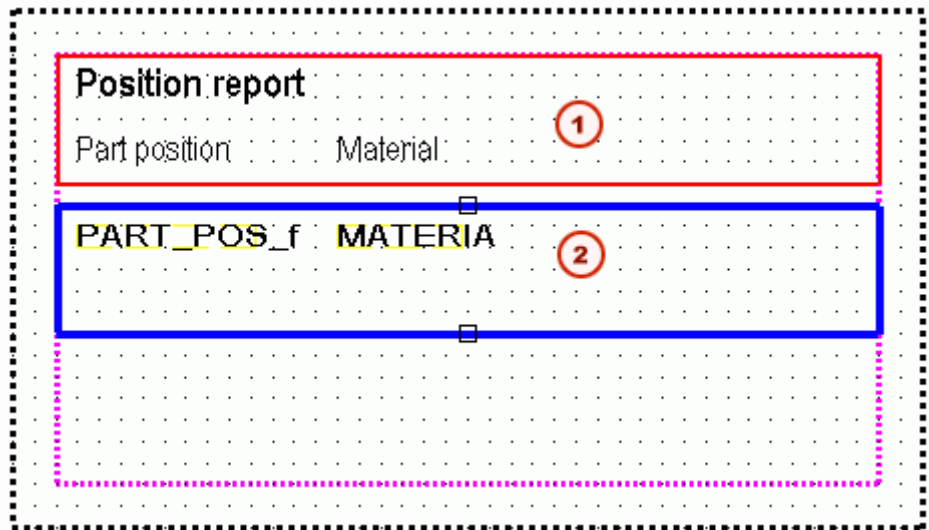 Position report
1
Part position Material
PART_POS_f MATERIA
2